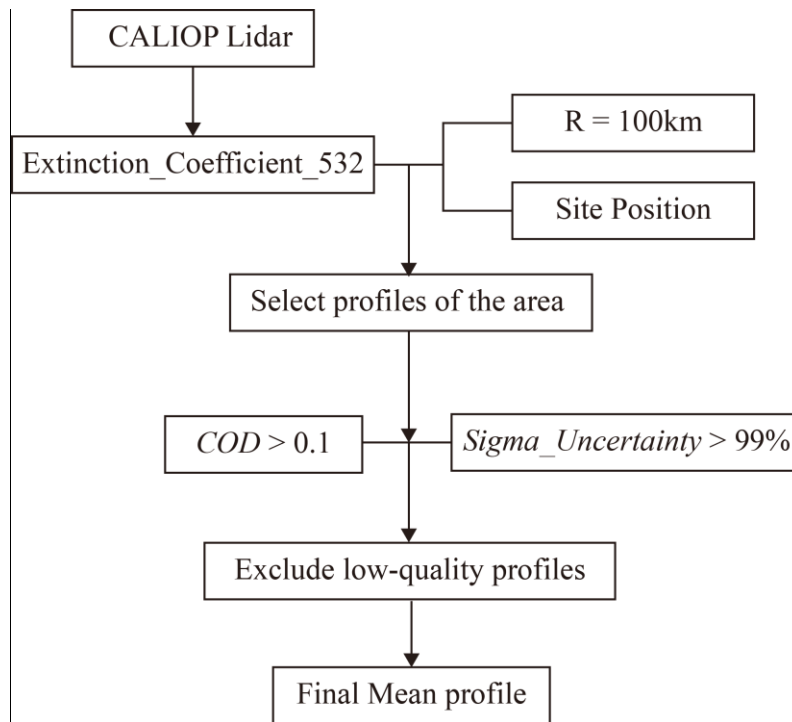 CALIOP Lidar
R = 100km
Extinction_Coefficient_532
Site Position
Select profiles of the area
COD > 0.1
Sigma_Uncertainty > 99%
Exclude low-quality profiles
Final Mean profile